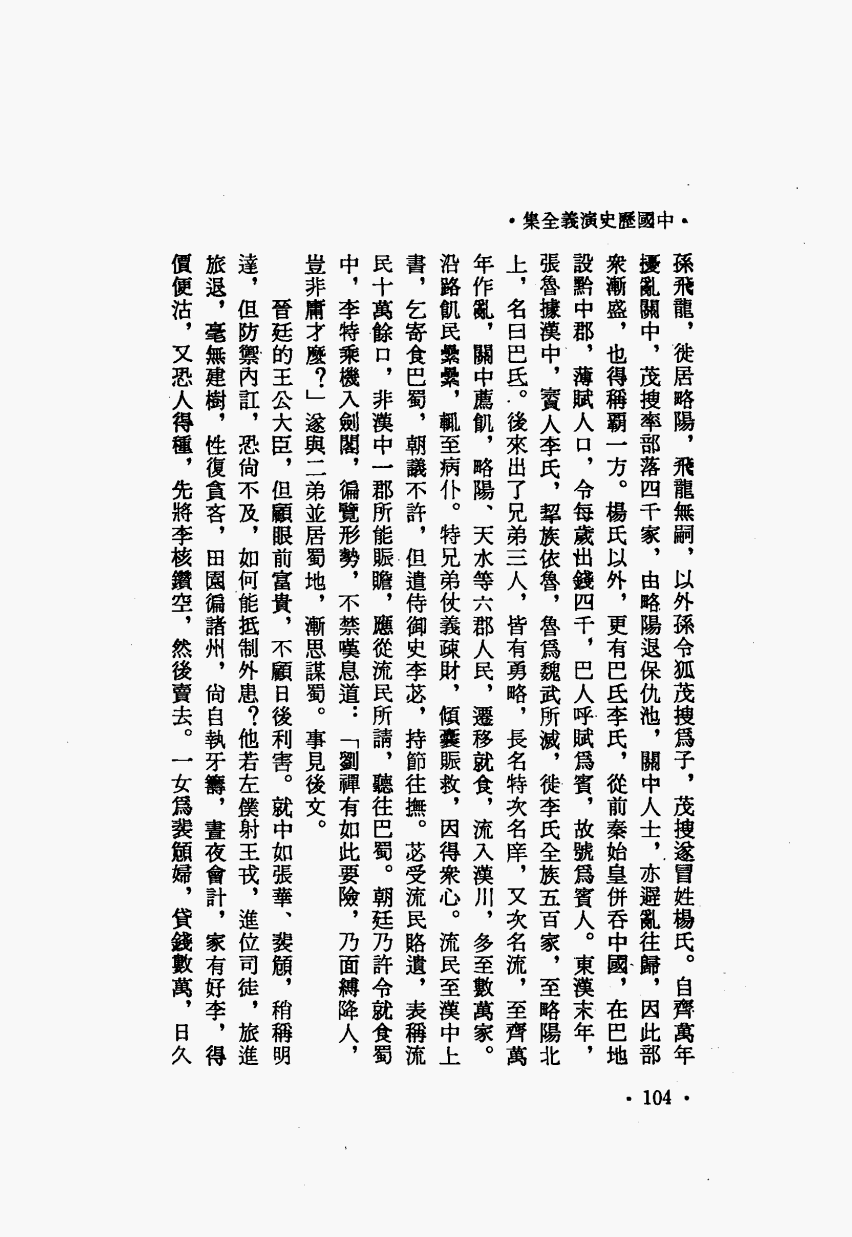 •中國歷史演義全集•
孫飛龍，徙居略陽，飛龍無嗣，以外孫令狐茂搜爲子，茂搜遂冒姓楊氏。自齊萬年
擾亂關中，茂搜率部落四千家，由略陽退保仇池，關中人士，亦避亂往歸，因此部
衆漸盛，也得稱霸一方。楊氏以外，更有巴氐李氏，從前秦始皇併吞中國，在巴地
設黔中郡，薄賦人口，令每歲出錢四千，巴人呼賦爲賨，故號爲賨人。東漢末年，
張魯據漢中，賨人李氏，挈族依魯，魯爲魏武所滅，徙李氏全族五百家，至略陽北
上，名曰巴氐。後來出了兄弟三人，皆有勇略，長名特次名庠，又次名流，至齊萬
年作亂，關中薦飢，略陽、天水等六郡人民，遷移就食，流入漢川，多至數萬家。
沿路飢民纍纍，輒至病仆。特兄弟仗義疎財，傾囊賑救，因得衆心。流民至漢中上
書，乞寄食巴蜀，朝議不許，但遣侍御史李苾，持節往撫。苾受流民賂遺，表稱流
民十萬餘口，非漢中一郡所能賑贍，應從流民所請，聽往巴蜀。朝廷乃許令就食蜀
中，李特乘機入劍閣，徧覽形勢，不禁嘆息道：「劉禪有如此要險，乃面縛降人，
豈非庸才麼？」遂與二弟並居蜀地，漸思謀蜀。事見後文。
晉廷的王公大臣，但顧眼前富貴，不顧日後利害。就中如張華、裴頠，稍稱明
達，但防禦內訌，恐尙不及，如何能抵制外患？他若左僕射王戎，進位司徒，旅進
旅退，毫無建樹，性復貪吝，田園徧諸州，尙自執牙籌，晝夜會計，家有好李，得
價便沽，又恐人得種，先將李核鑽空，然後賣去。一女爲裴頠婦，貸錢數萬，日久
•104•